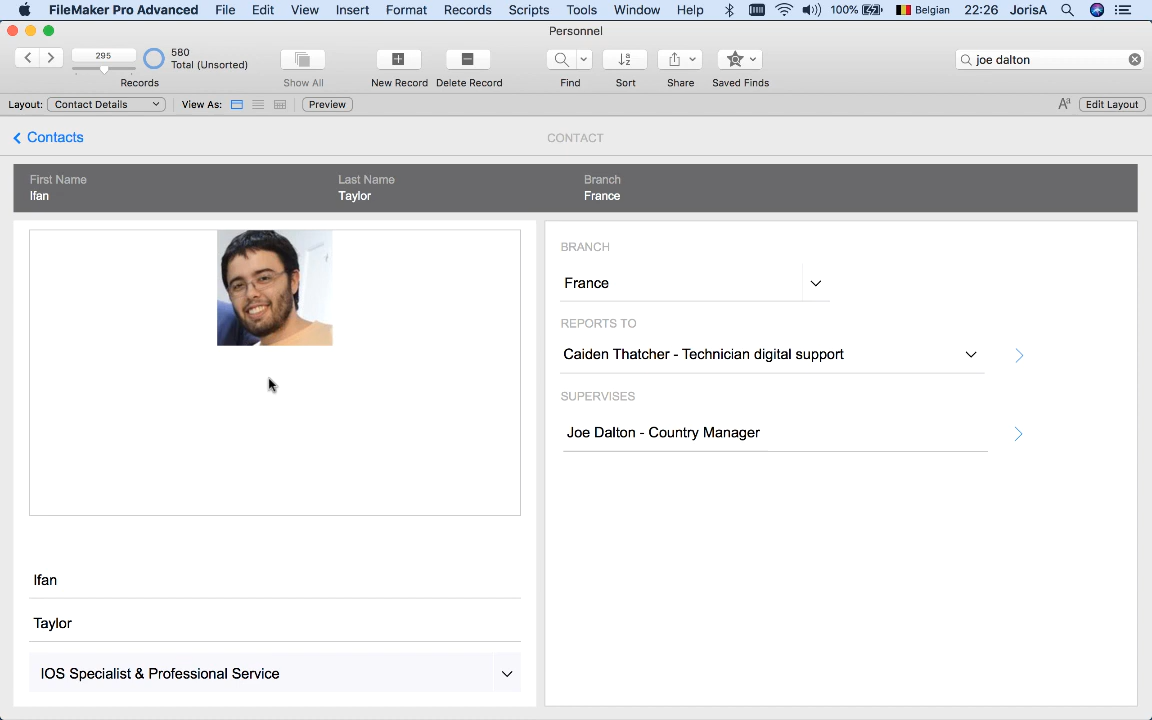 FileMaker Pro Advanced File Edit View Insert Format Records Scripts Tools Window Help 100% Belgian 22:26 JorisA
Personnel
295 580
Total (Unsorted)
joe dalton
Records Show All New Record Delete Record Find Sort Share Saved Finds
Layout: Contact Details View As: Preview Aa Edit Layout
Contacts CONTACT
First Name Last Name Branch
Ifan Taylor France
BRANCH
France
REPORTS TO
Caiden Thatcher - Technician digital support
SUPERVISES
Joe Dalton - Country Manager
Ifan
Taylor
IOS Specialist & Professional Service